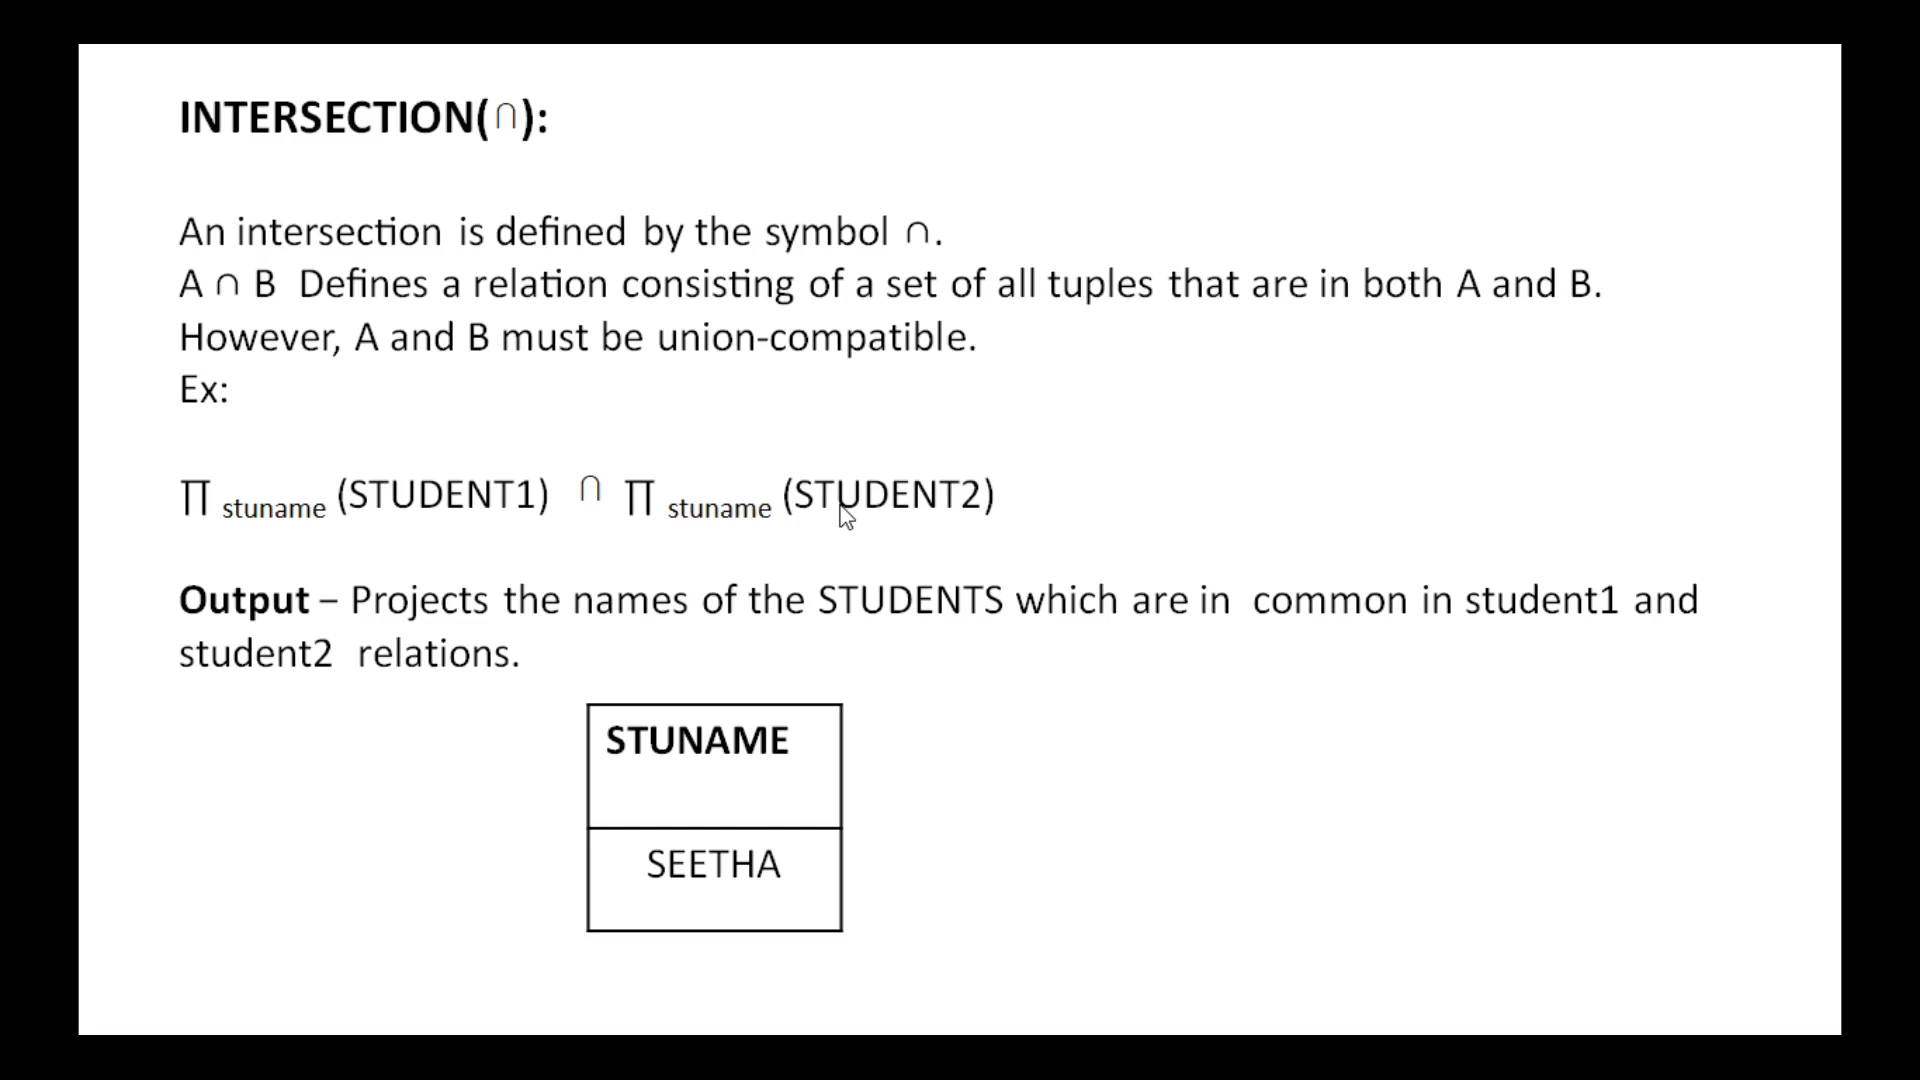 INTERSECTION(∩):
An intersection is defined by the symbol ∩.
A ∩ B Defines a relation consisting of a set of all tuples that are in both A and B.
However, A and B must be union-compatible.
Ex:
∏ stuname (STUDENT1) ∩ ∏ stuname (STUDENT2)
Output – Projects the names of the STUDENTS which are in common in student1 and
student2 relations.
STUNAME
SEETHA